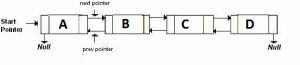 next pointer
Start
Pointer
A
B
C
D
Null
prev pointer
Null